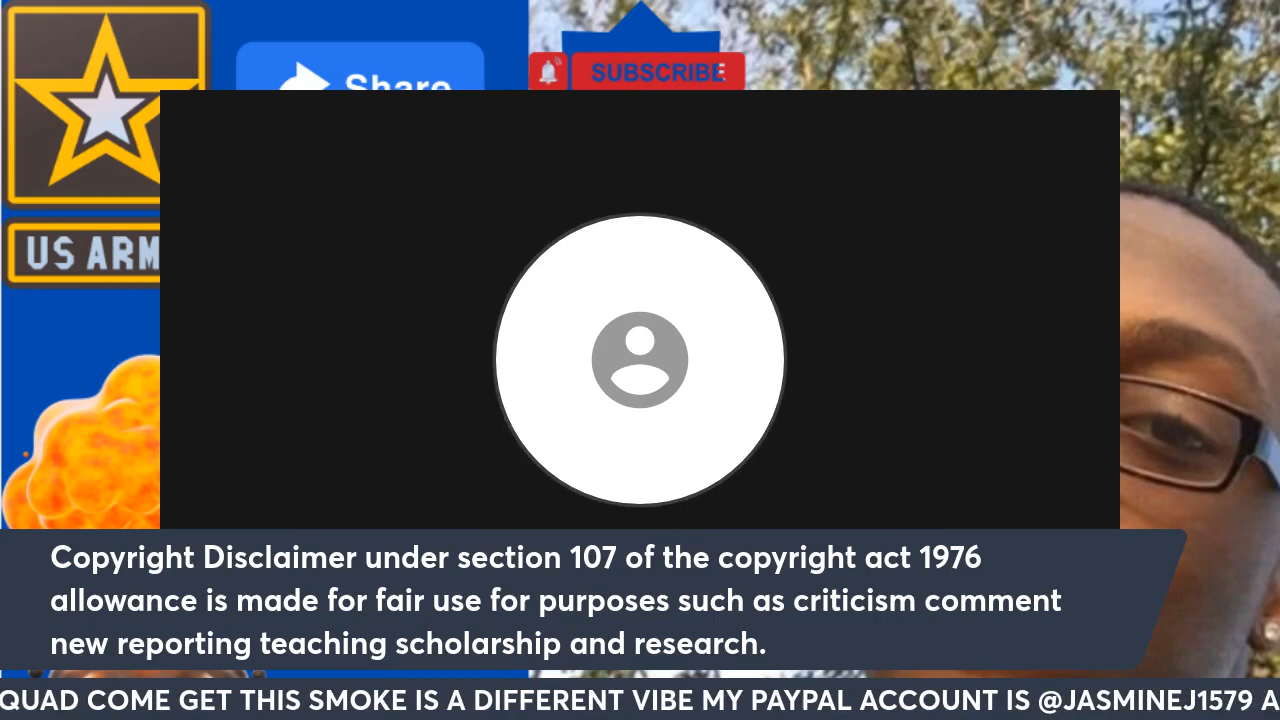 Share
SUBSCRIBE
US ARM
Copyright Disclaimer under section 107 of the copyright act 1976
allowance is made for fair use for purposes such as criticism comment
new reporting teaching scholarship and research.
QUAD COME GET THIS SMOKE IS A DIFFERENT VIBE MY PAYPAL ACCOUNT IS @JASMINEJ1579 A